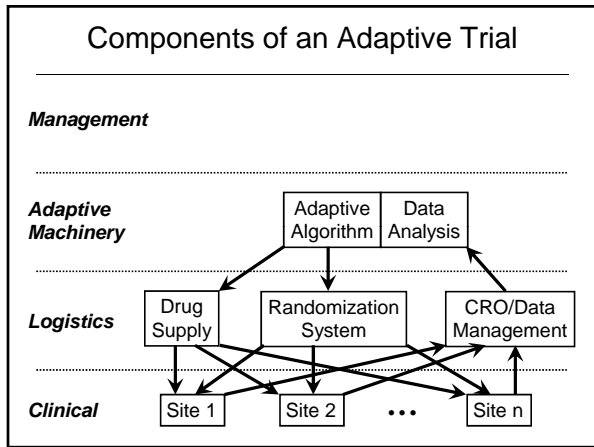 Components of an Adaptive Trial
Management
Adaptive
Machinery
Adaptive
Algorithm
Data
Analysis
Logistics
Drug
Supply
Randomization
System
CRO/Data
Management
Clinical
Site 1
Site 2
•••
Site n